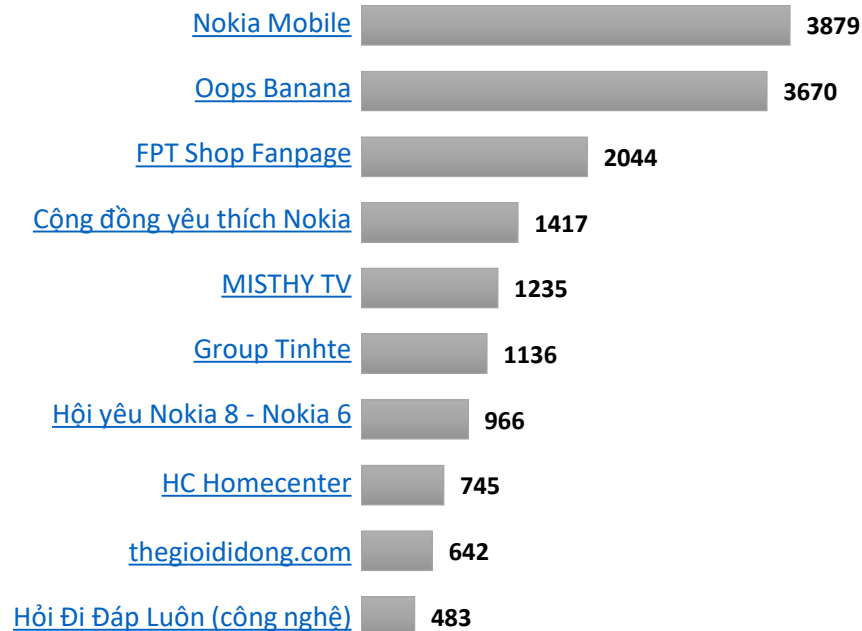 Nokia Mobile 3879
Oops Banana 3670
FPT Shop Fanpage 2044
Cộng đồng yêu thích Nokia 1417
MISTHY TV 1235
Group Tinhte 1136
Hội yêu Nokia 8 - Nokia 6 966
HC Homecenter 745
thegioididong.com 642
Hỏi Đi Đáp Luôn (công nghệ) 483